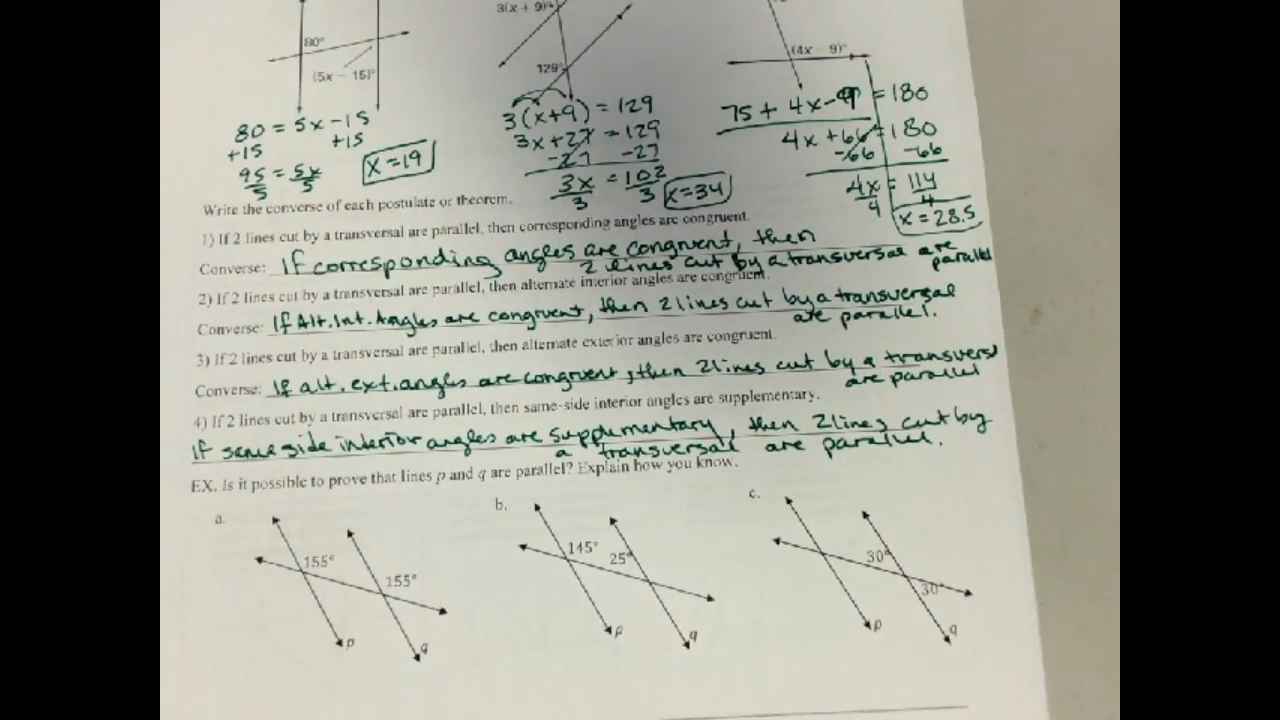 3(x + 9)°
80°
(5x – 15)°
129°
(4x – 9)°
80 = 5x -15
+15 +15
95/5 = 5x/5
x = 19
3(x+9) = 129
3x+27 = 129
-27 -27
3x/3 = 102/3
x=34
75 + 4x-9 = 180
4x +66 = 180
-66 -66
4x/4 = 114/4
x = 28.5
Write the converse of each postulate or theorem.
1) If 2 lines cut by a transversal are parallel, then corresponding angles are congruent.
Converse: If corresponding angles are congruent, then
2 lines cut by a transversal are parallel
2) If 2 lines cut by a transversal are parallel, then alternate interior angles are congruent.
Converse: If Alt. Int. Angles are congruent, then 2 lines cut by a transversal
are parallel.
3) If 2 lines cut by a transversal are parallel, then alternate exterior angles are congruent.
Converse: If alt. ext. angles are congruent, then 2 lines cut by a transversal
are parallel
4) If 2 lines cut by a transversal are parallel, then same-side interior angles are supplementary.
If same side interior angles are supplementary, then 2 lines cut by
a transversal are parallel.
EX. Is it possible to prove that lines p and q are parallel? Explain how you know.
a.
155°
155°
p
q
b.
145°
25°
p
q
c.
30°
30°
p
q